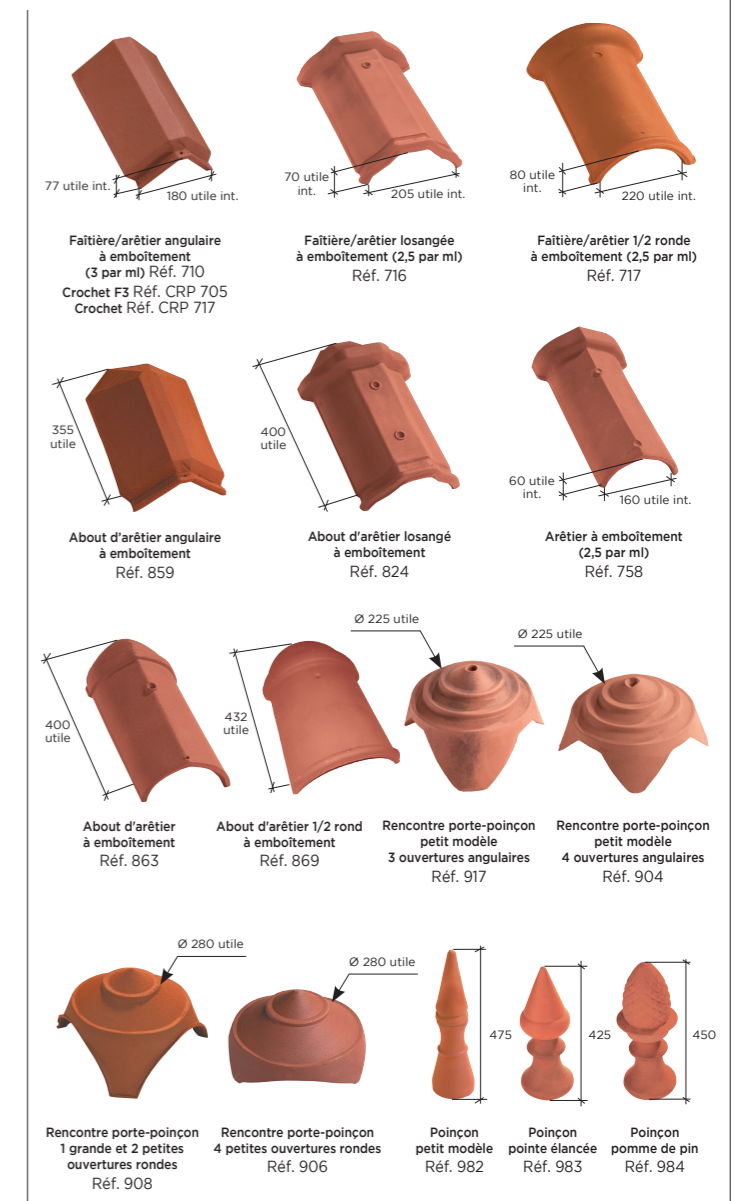 77 utile int.
180 utile int.
70 utile
int.
205 utile int.
80 utile
int.
220 utile int.
Faîtière/arêtier angulaire
à emboîtement
(3 par ml) Réf. 710
Crochet F3 Réf. CRP 705
Crochet Réf. CRP 717
Faîtière/arêtier losangée
à emboîtement (2,5 par ml)
Réf. 716
Faîtière/arêtier 1/2 ronde
à emboîtement (2,5 par ml)
Réf. 717
355
utile
400
utile
60 utile
int.
160 utile int.
About d'arêtier angulaire
à emboîtement
Réf. 859
About d'arêtier losangé
à emboîtement
Réf. 824
Arêtier à emboîtement
(2,5 par ml)
Réf. 758
400
utile
432
utile
Ø 225 utile
Ø 225 utile
About d'arêtier
à emboîtement
Réf. 863
About d'arêtier 1/2 rond
à emboîtement
Réf. 869
Rencontre porte-poinçon
petit modèle
3 ouvertures angulaires
Réf. 917
Rencontre porte-poinçon
petit modèle
4 ouvertures angulaires
Réf. 904
Ø 280 utile
Ø 280 utile
475
425
450
Rencontre porte-poinçon
1 grande et 2 petites
ouvertures rondes
Réf. 908
Rencontre porte-poinçon
4 petites ouvertures rondes
Réf. 906
Poinçon
petit modèle
Réf. 982
Poinçon
pointe élancée
Réf. 983
Poinçon
pomme de pin
Réf. 984